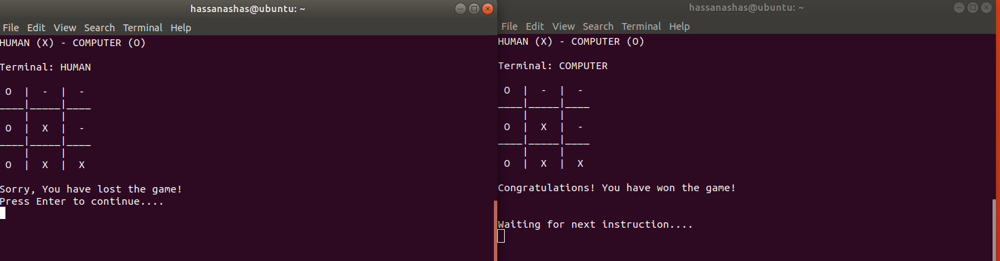 hassanashas@ubuntu: ~
File Edit View Search Terminal Help
HUMAN (X) - COMPUTER (O)
Terminal: HUMAN
 O  |  -  |  -
____|_____|____
    |     |
 O  |  X  |  -
____|_____|____
    |     |
 O  |  X  |  X
Sorry, You have lost the game!
Press Enter to continue....
hassanashas@ubuntu: ~
File Edit View Search Terminal Help
HUMAN (X) - COMPUTER (O)
Terminal: COMPUTER
 O  |  -  |  -
____|_____|____
    |     |
 O  |  X  |  -
____|_____|____
    |     |
 O  |  X  |  X
Congratulations! You have won the game!
Waiting for next instruction....